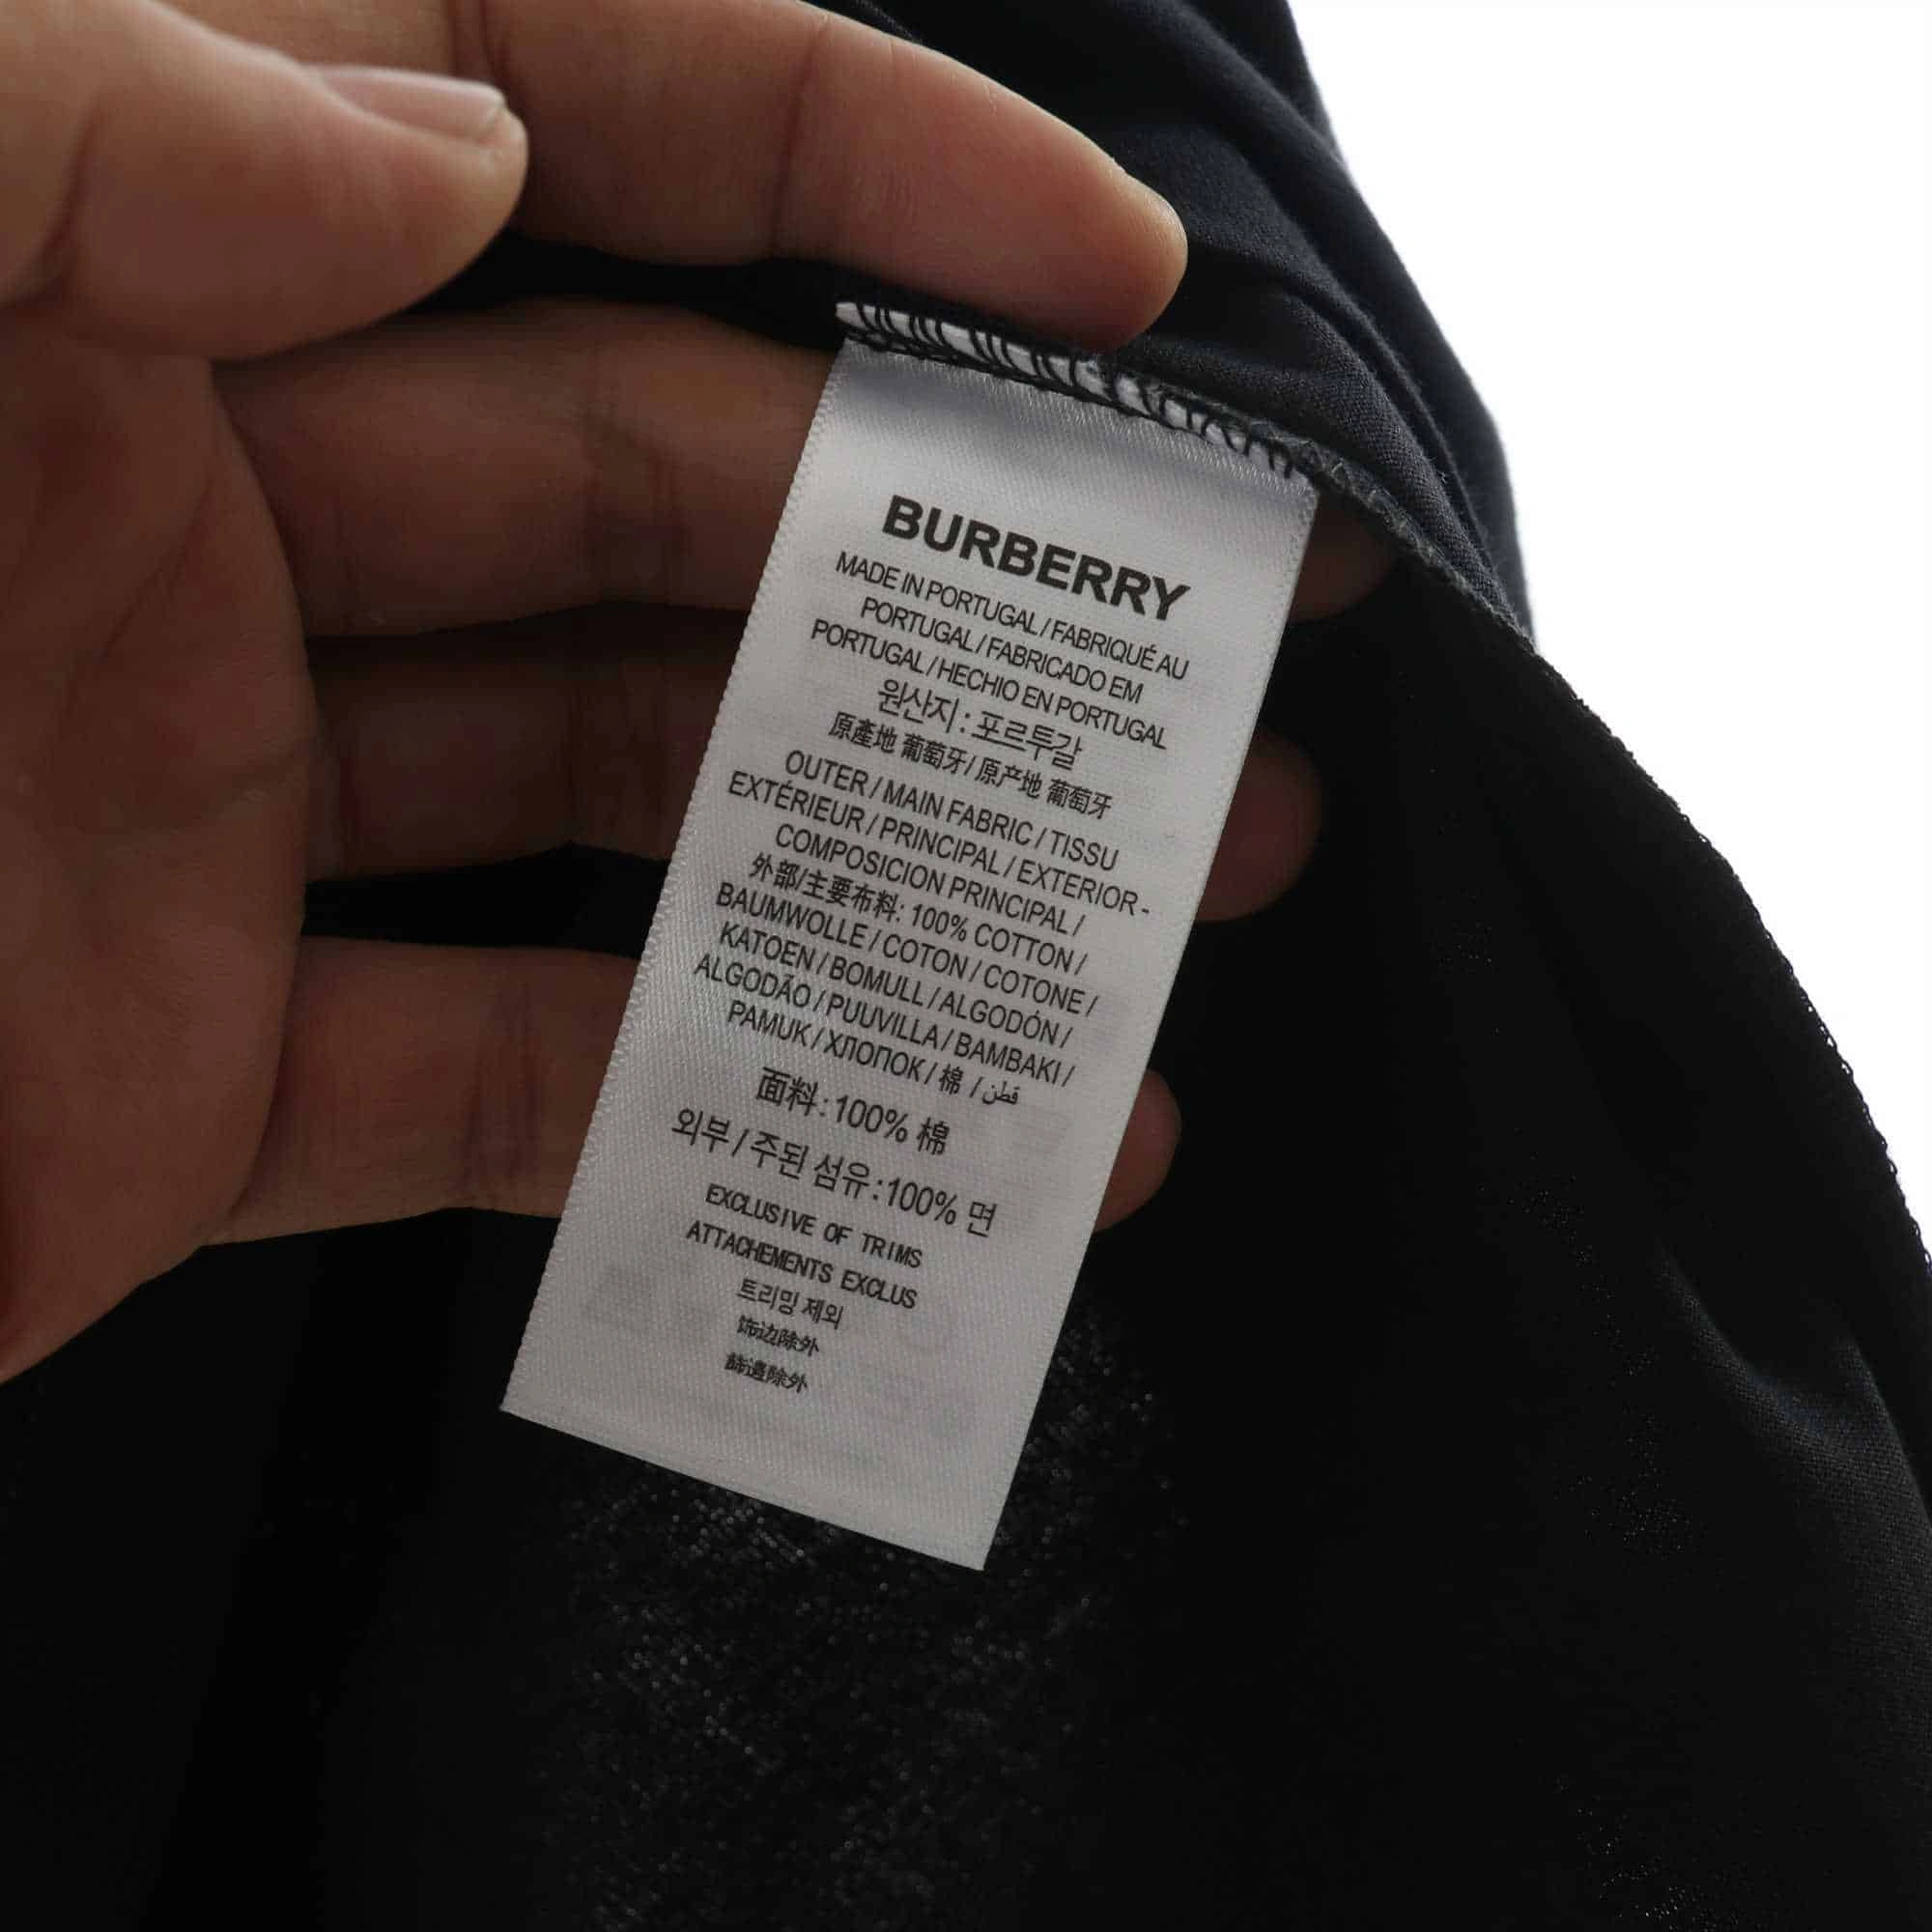 BURBERRY
MADE IN PORTUGAL / FABRIQUÉ AU
PORTUGAL / FABRICADO EM
PORTUGAL / HECHIO EN PORTUGAL
원산지 : 포르투갈
原產地 葡萄牙 / 原产地 葡萄牙
OUTER / MAIN FABRIC / TISSU
EXTÉRIEUR / PRINCIPAL / EXTERIOR -
COMPOSICION PRINCIPAL /
外部/主要布料: 100% COTTON /
BAUMWOLLE / COTON / COTONE /
KATOEN / BOMULL / ALGODÓN /
ALGODÃO / PUUVILLA / BAMBAKI /
PAMUK / ХЛОПОК / 棉 / قطن
面料 : 100% 棉
외부 / 주된 섬유 :100% 면
EXCLUSIVE OF TRIMS
ATTACHEMENTS EXCLUS
트리밍 제외
饰边除外
飾邊除外